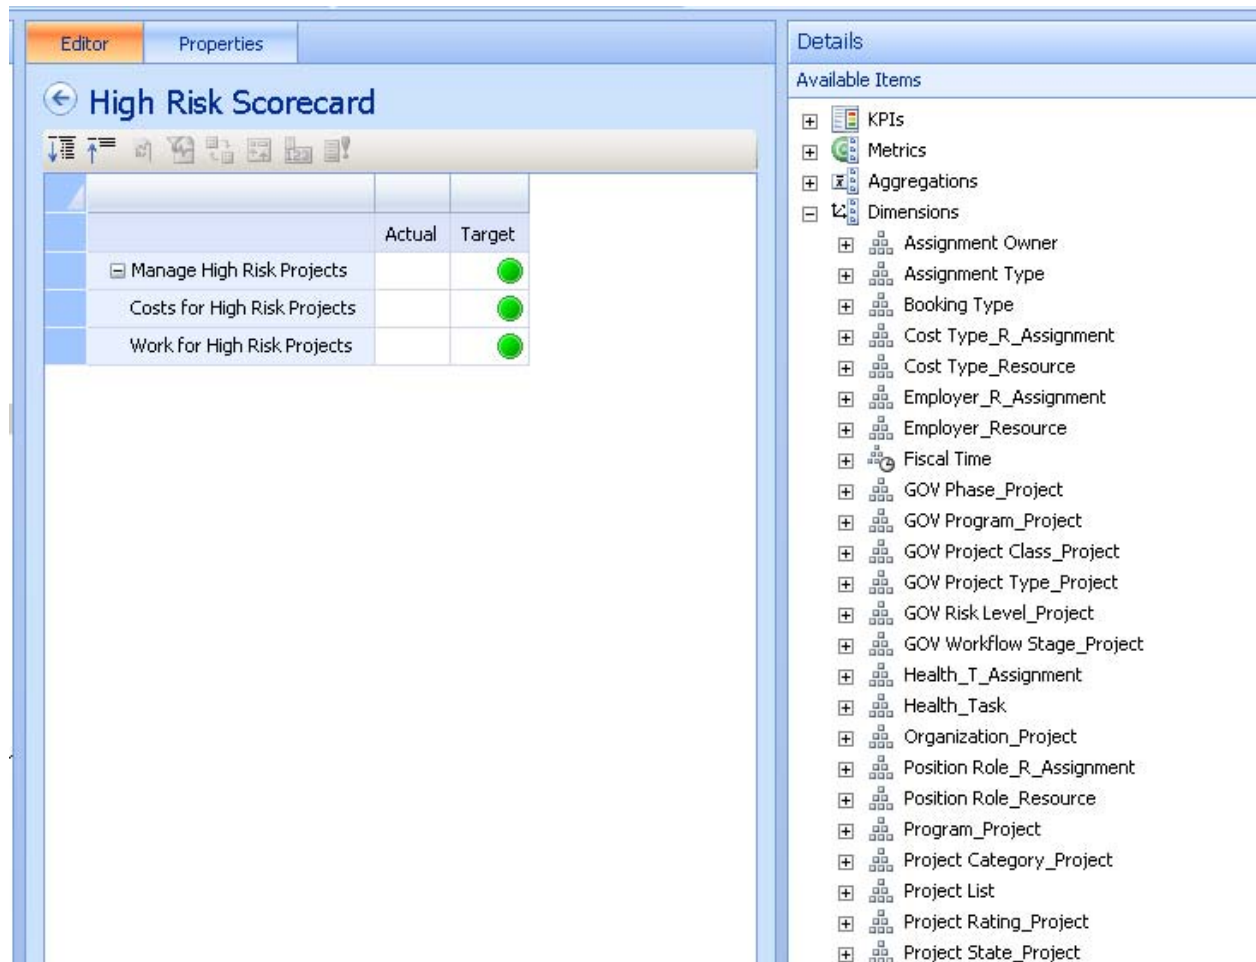 Editor
Properties
High Risk Scorecard
Actual Target
Manage High Risk Projects
Costs for High Risk Projects
Work for High Risk Projects
Details
Available Items
KPIs
Metrics
Aggregations
Dimensions
Assignment Owner
Assignment Type
Booking Type
Cost Type_R_Assignment
Cost Type_Resource
Employer_R_Assignment
Employer_Resource
Fiscal Time
GOV Phase_Project
GOV Program_Project
GOV Project Class_Project
GOV Project Type_Project
GOV Risk Level_Project
GOV Workflow Stage_Project
Health_T_Assignment
Health_Task
Organization_Project
Position Role_R_Assignment
Position Role_Resource
Program_Project
Project Category_Project
Project List
Project Rating_Project
Project State_Project